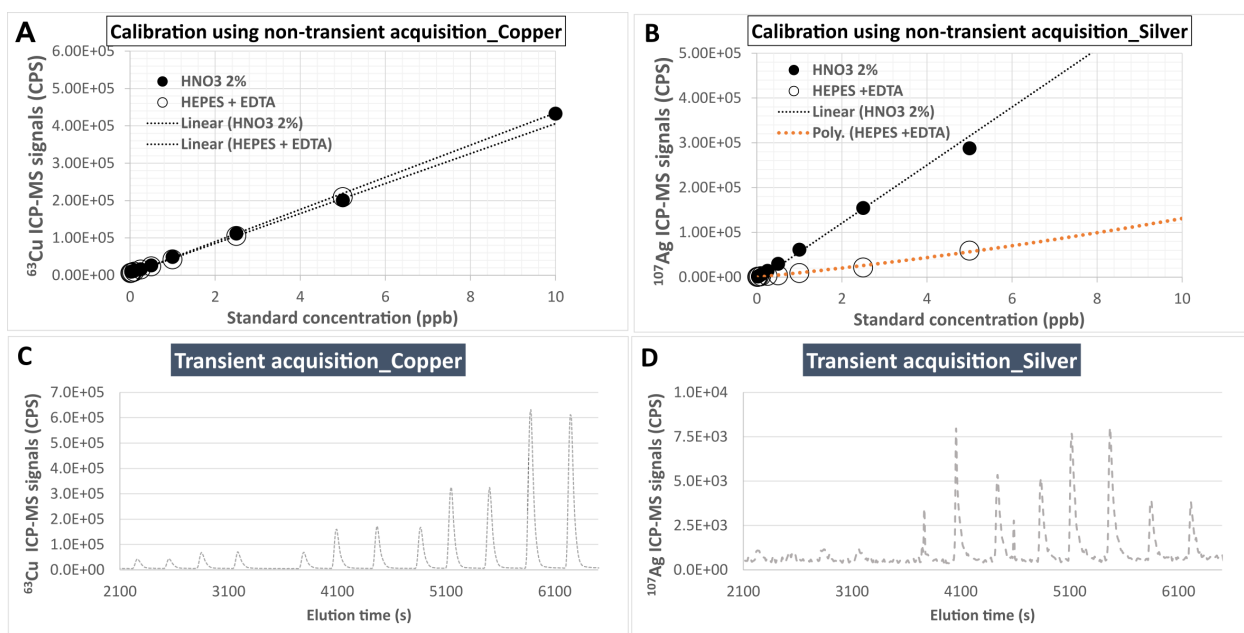 A
Calibration using non-transient acquisition_Copper
6.00E+05
5.00E+05
4.00E+05
3.00E+05
2.00E+05
1.00E+05
0.00E+00
63Cu ICP-MS signals (CPS)
HNO3 2%
HEPES + EDTA
Linear (HNO3 2%)
Linear (HEPES + EDTA)
0 2 4 6 8 10
Standard concentration (ppb)
B
Calibration using non-transient acquisition_Silver
5.00E+05
4.00E+05
3.00E+05
2.00E+05
1.00E+05
0.00E+00
107Ag ICP-MS signals (CPS)
HNO3 2%
HEPES +EDTA
Linear (HNO3 2%)
Poly. (HEPES +EDTA)
0 2 4 6 8 10
Standard concentration (ppb)
C
Transient acquisition_Copper
7.0E+05
6.0E+05
5.0E+05
4.0E+05
3.0E+05
2.0E+05
1.0E+05
0.0E+00
63Cu ICP-MS signals (CPS)
2100 3100 4100 5100 6100
Elution time (s)
D
Transient acquisition_Silver
1.0E+04
7.5E+03
5.0E+03
2.5E+03
0.0E+00
107Ag ICP-MS signals (CPS)
2100 3100 4100 5100 6100
Elution time (s)